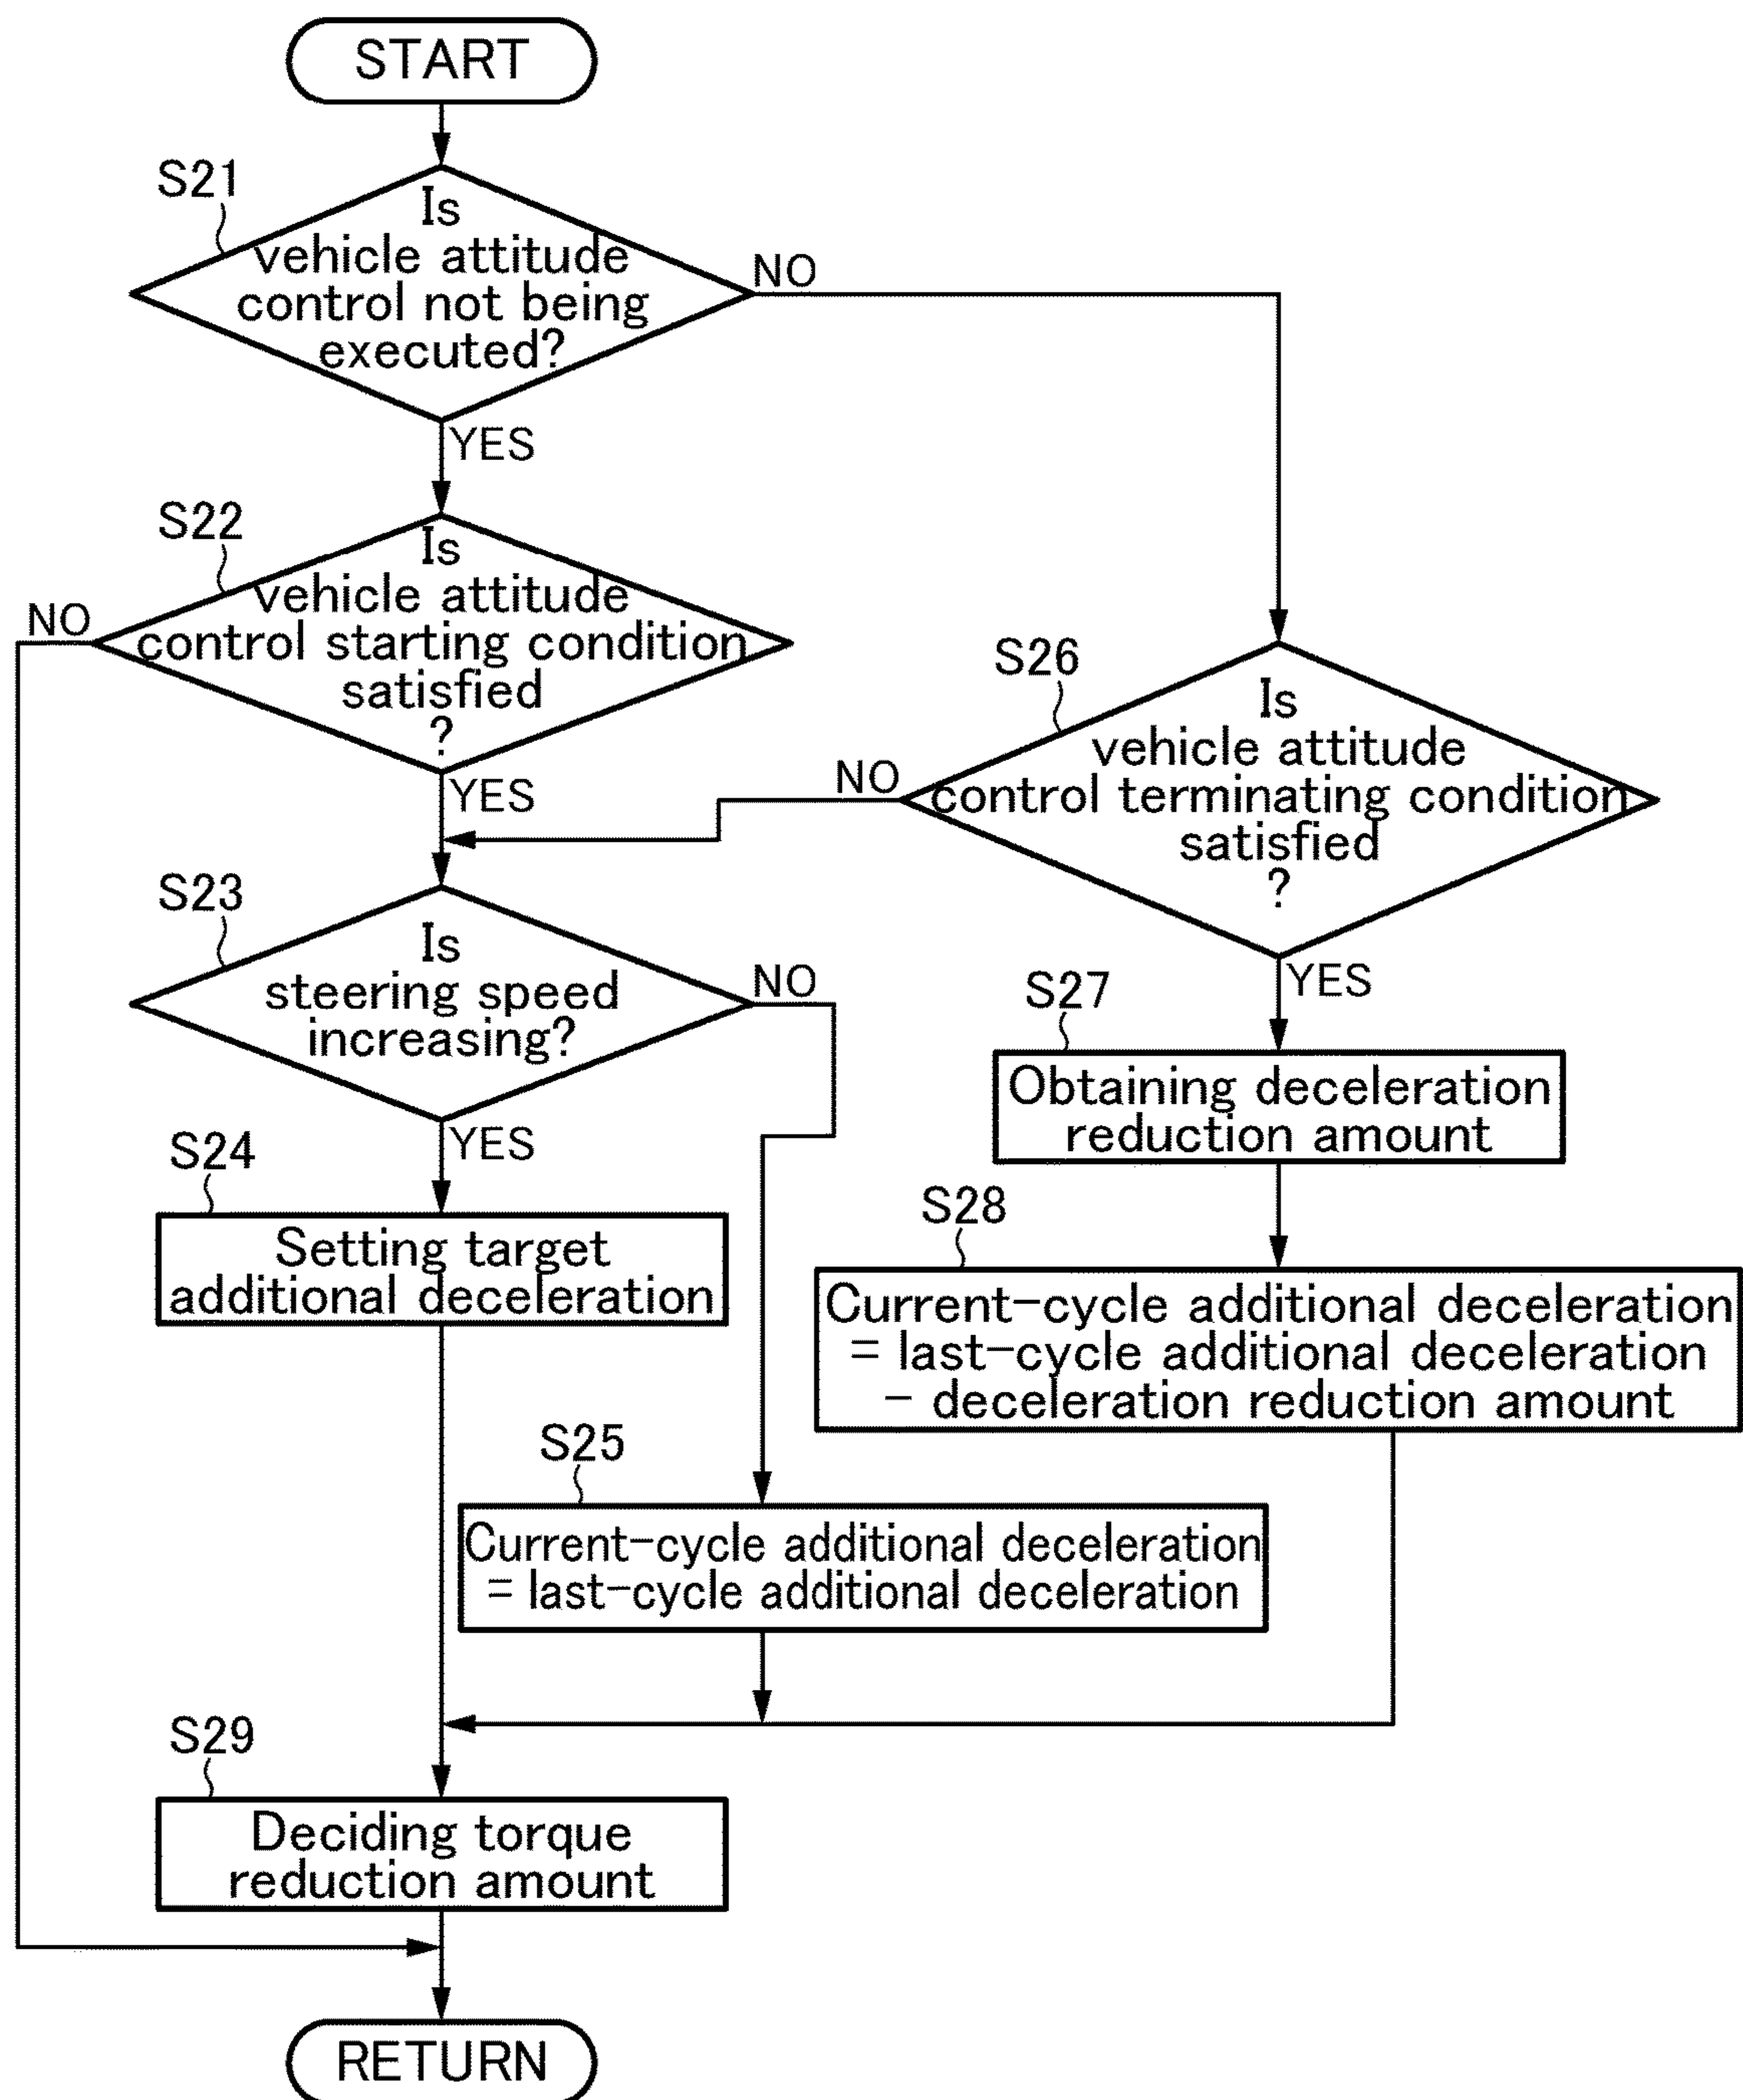 START
S21
Is
vehicle attitude
control not being
executed?
NO
YES
S22
Is
vehicle attitude
control starting condition
satisfied
?
NO
YES
S26
Is
vehicle attitude
control terminating condition
satisfied
?
NO
YES
S23
Is
steering speed
increasing?
NO
YES
S27
Obtaining deceleration
reduction amount
S24
Setting target
additional deceleration
S28
Current-cycle additional deceleration
= last-cycle additional deceleration
- deceleration reduction amount
S25
Current-cycle additional deceleration
= last-cycle additional deceleration
S29
Deciding torque
reduction amount
RETURN